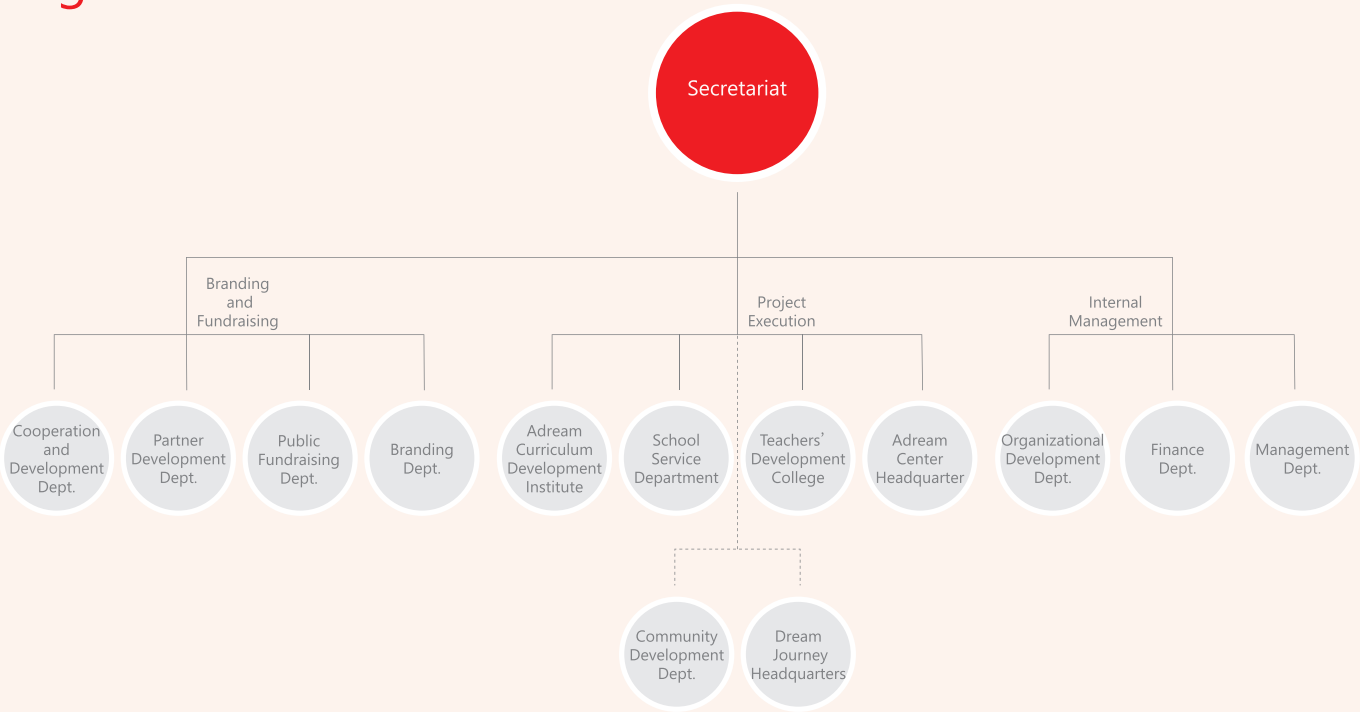 Secretariat
Branding
and
Fundraising
Project
Execution
Internal
Management
Cooperation
and
Development
Dept.
Partner
Development
Dept.
Public
Fundraising
Dept.
Branding
Dept.
Adream
Curriculum
Development
Institute
School
Service
Department
Teachers’
Development
College
Adream
Center
Headquarter
Organizational
Development
Dept.
Finance
Dept.
Management
Dept.
Community
Development
Dept.
Dream
Journey
Headquarters